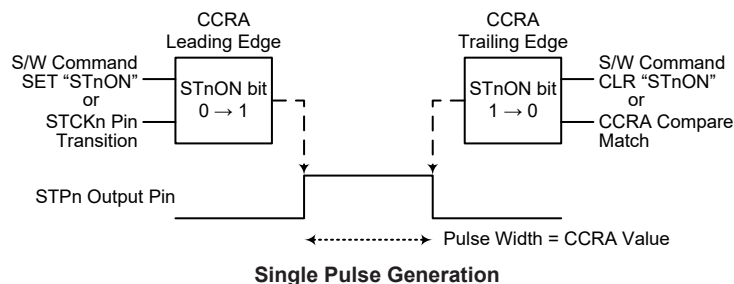 CCRA
Leading Edge
CCRA
Trailing Edge
S/W Command
SET “STnON”
or
STCKn Pin
Transition
STnON bit
0 → 1
STnON bit
1 → 0
S/W Command
CLR “STnON”
or
CCRA Compare
Match
STPn Output Pin
Pulse Width = CCRA Value
Single Pulse Generation